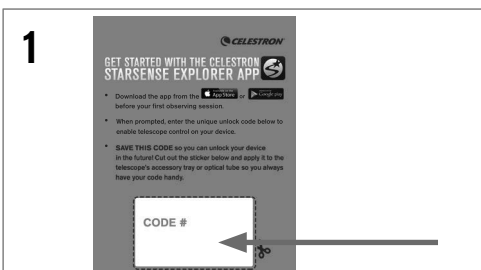 1
CELESTRON
GET STARTED WITH THE CELESTRON
STARSENSE EXPLORER APP
• Download the app from the App Store or Google play
before your first observing session.
• When prompted, enter the unique unlock code below to
enable telescope control on your device.
• SAVE THIS CODE so you can unlock your device
in the future! Cut out the sticker below and apply it to the
telescope's accessory tray or optical tube so you always
have your code handy.
CODE #